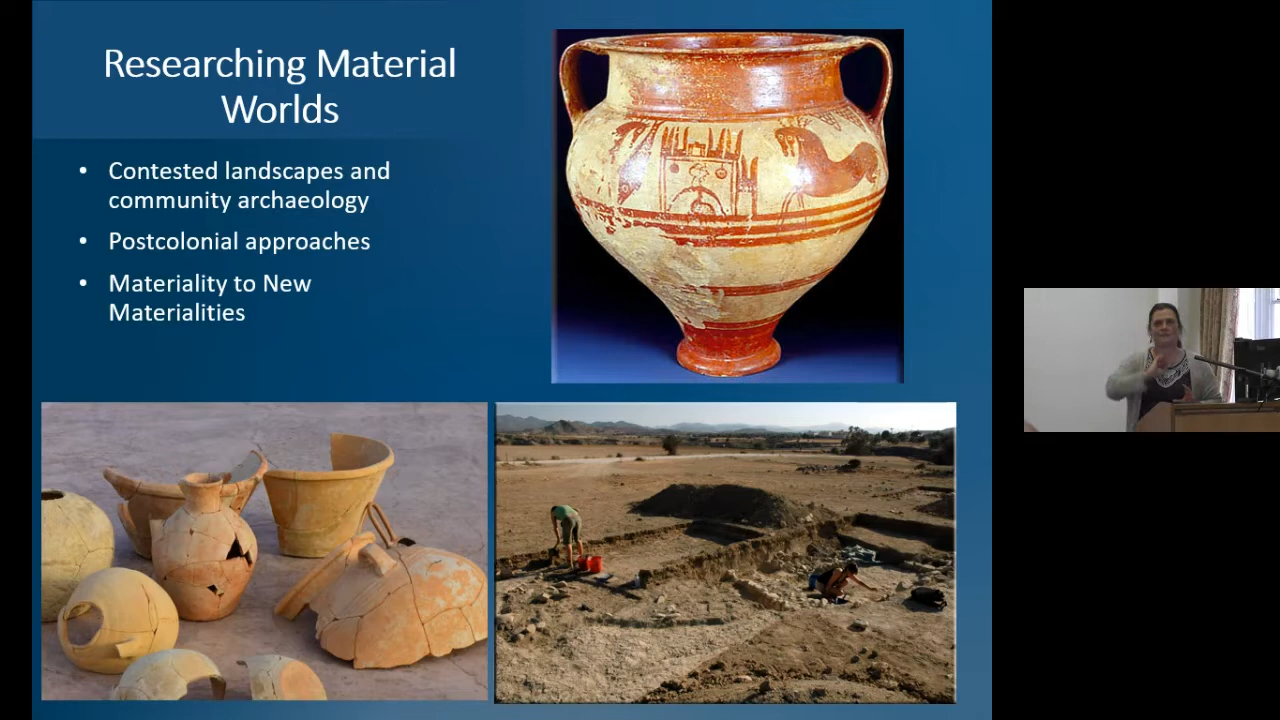 Researching Material
Worlds
• Contested landscapes and
community archaeology
• Postcolonial approaches
• Materiality to New
Materialities